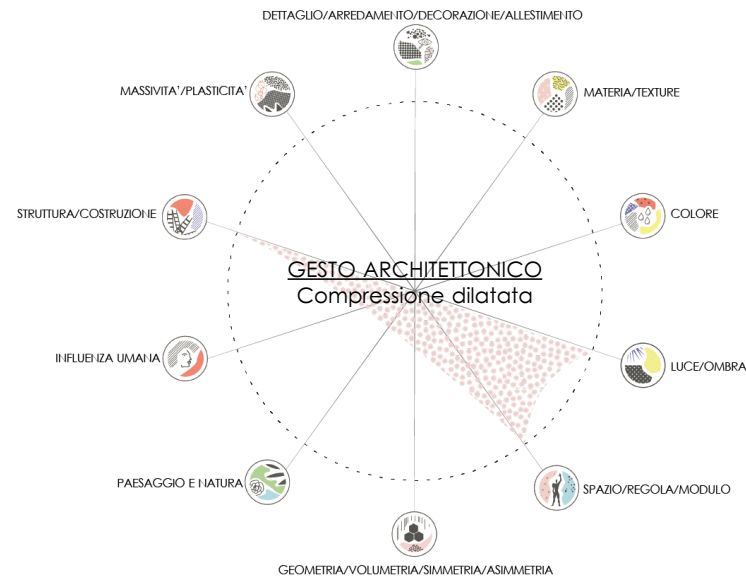 DETTAGLIO/ARREDAMENTO/DECORAZIONE/ALLESTIMENTO
MASSIVITA'/PLASTICITA'
MATERIA/TEXTURE
STRUTTURA/COSTRUZIONE
COLORE
GESTO ARCHITETTONICO
Compressione dilatata
INFLUENZA UMANA
LUCE/OMBRA
PAESAGGIO E NATURA
SPAZIO/REGOLA/MODULO
GEOMETRIA/VOLUMETRIA/SIMMETRIA/ASIMMETRIA